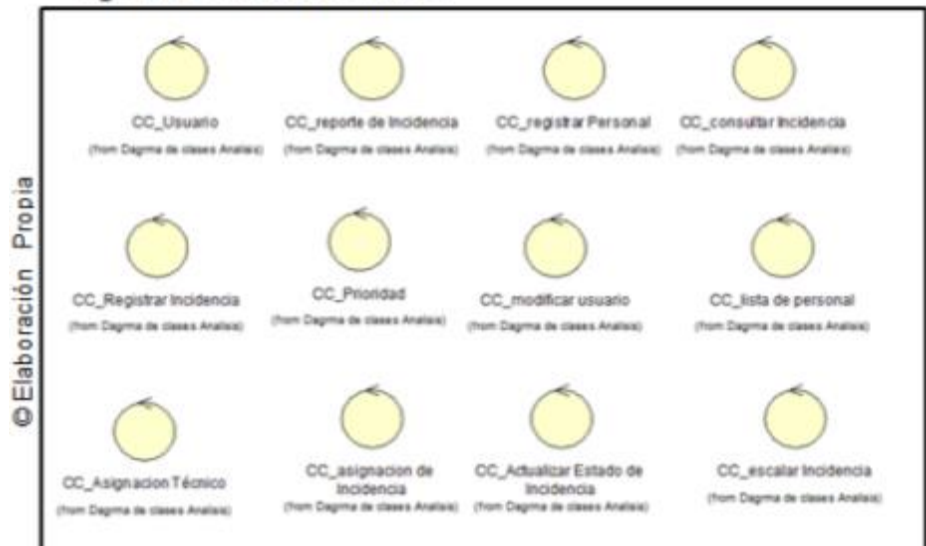 CC_Usuario
(from Dagrma de clases Analisis)
CC_reporte de Incidencia
(from Dagrma de clases Analisis)
CC_registrar Personal
(from Dagrma de clases Analisis)
CC_consultar Incidencia
(from Dagrma de clases Analisis)
CC_Registrar Incidencia
(from Dagrma de clases Analisis)
CC_Prioridad
(from Dagrma de clases Analisis)
CC_modificar usuario
(from Dagrma de clases Analisis)
CC_lista de personal
(from Dagrma de clases Analisis)
CC_Asignacion Técnico
(from Dagrma de clases Analisis)
CC_asignacion de
Incidencia
(from Dagrma de clases Analisis)
CC_Actualizar Estado de
Incidencia
(from Dagrma de clases Analisis)
CC_escalar Incidencia
(from Dagrma de clases Analisis)
©Elaboración Propia